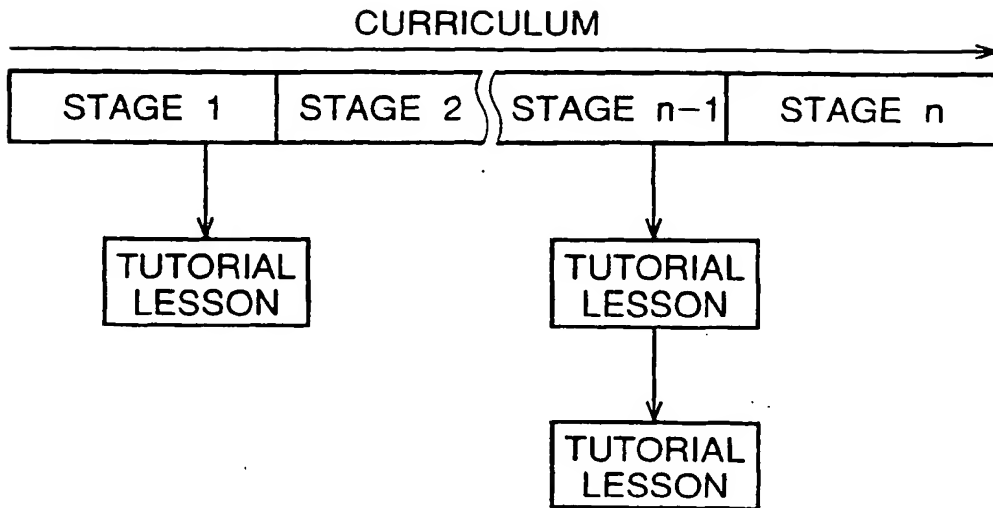 CURRICULUM
STAGE 1 STAGE 2 STAGE n-1 STAGE n
TUTORIAL
LESSON
TUTORIAL
LESSON
TUTORIAL
LESSON